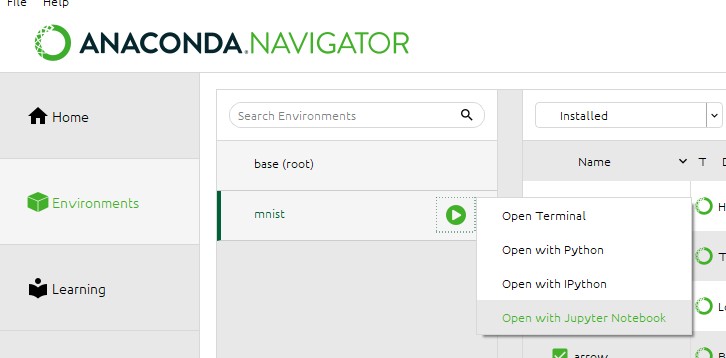 File Help
ANACONDA.NAVIGATOR
Home
Environments
Learning
Search Environments
base (root)
mnist
Installed
Name T
Open Terminal
Open with Python
Open with IPython
Open with Jupyter Notebook
arrow